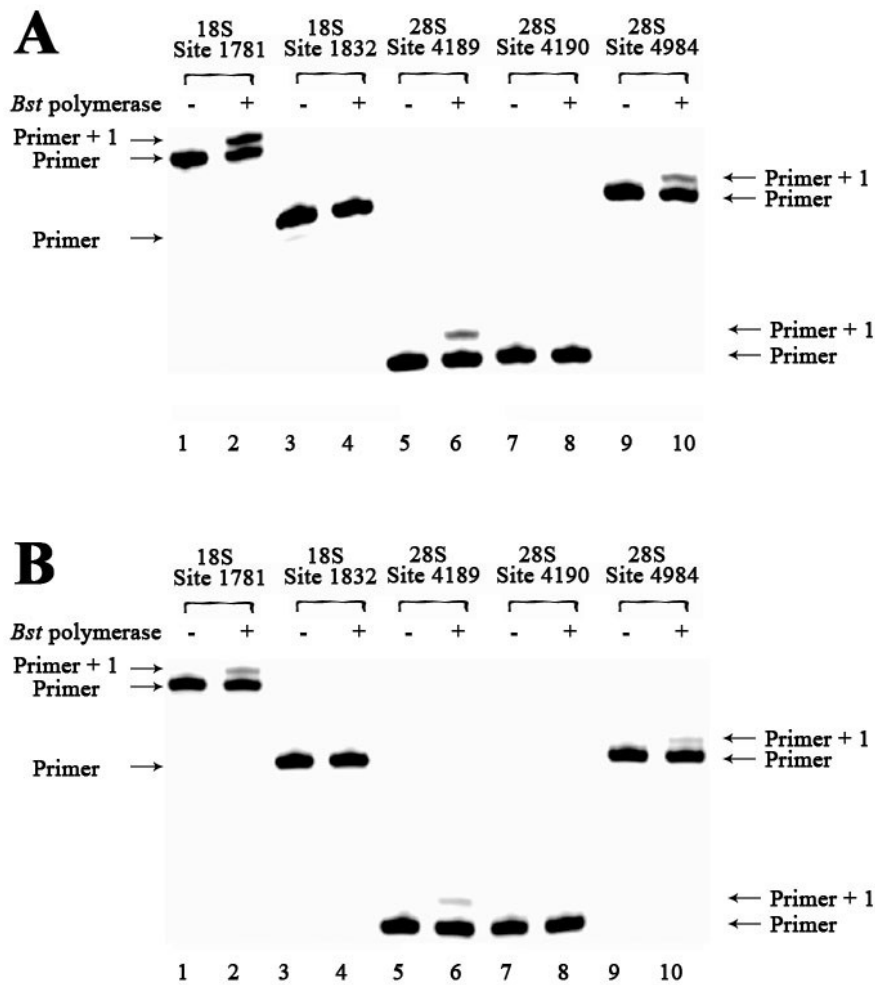 A
18S 18S 28S 28S 28S
Site 1781 Site 1832 Site 4189 Site 4190 Site 4984
Bst polymerase - + - + - + - + - +
Primer + 1
Primer
Primer + 1
Primer
Primer
Primer + 1
Primer
1 2 3 4 5 6 7 8 9 10
B
18S 18S 28S 28S 28S
Site 1781 Site 1832 Site 4189 Site 4190 Site 4984
Bst polymerase - + - + - + - + - +
Primer + 1
Primer
Primer + 1
Primer
Primer
Primer + 1
Primer
1 2 3 4 5 6 7 8 9 10